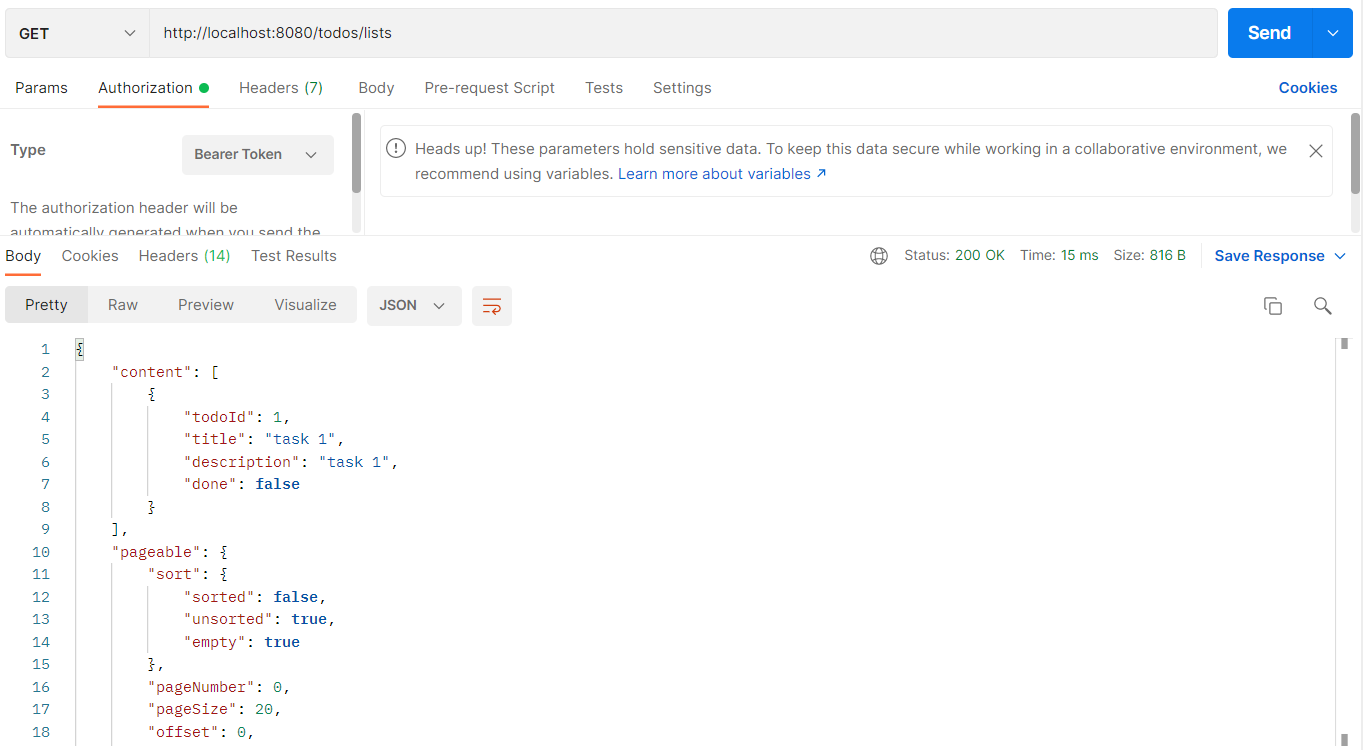 GET http://localhost:8080/todos/lists Send
Params Authorization Headers (7) Body Pre-request Script Tests Settings Cookies
Type Bearer Token
The authorization header will be
automatically generated when you send the
Heads up! These parameters hold sensitive data. To keep this data secure while working in a collaborative environment, we
recommend using variables. Learn more about variables ↗
Body Cookies Headers (14) Test Results Status: 200 OK Time: 15 ms Size: 816 B Save Response
Pretty Raw Preview Visualize JSON
1 {
2 "content": [
3 {
4 "todoId": 1,
5 "title": "task 1",
6 "description": "task 1",
7 "done": false
8 }
9 ],
10 "pageable": {
11 "sort": {
12 "sorted": false,
13 "unsorted": true,
14 "empty": true
15 },
16 "pageNumber": 0,
17 "pageSize": 20,
18 "offset": 0,